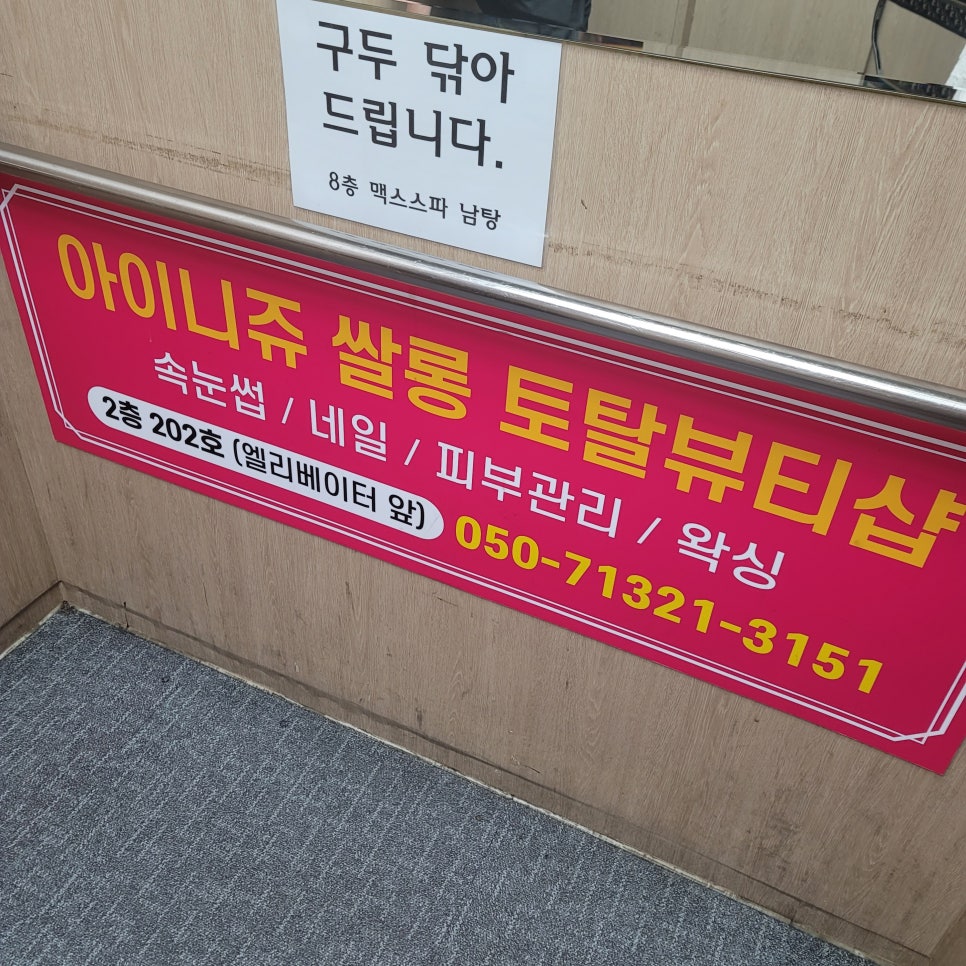 구두 닦아
드립니다.
8층 맥스스파 남탕
아이니쥬 쌀롱 토탈뷰티샵
속눈썹 / 네일 / 피부관리 / 왁싱
2층 202호 (엘리베이터 앞)
050-71321-3151